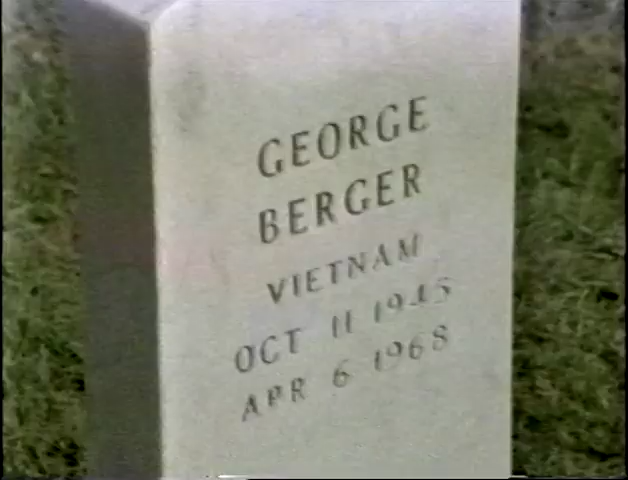 GEORGE
BERGER
VIETNAM
OCT 11 1945
APR 6 1968